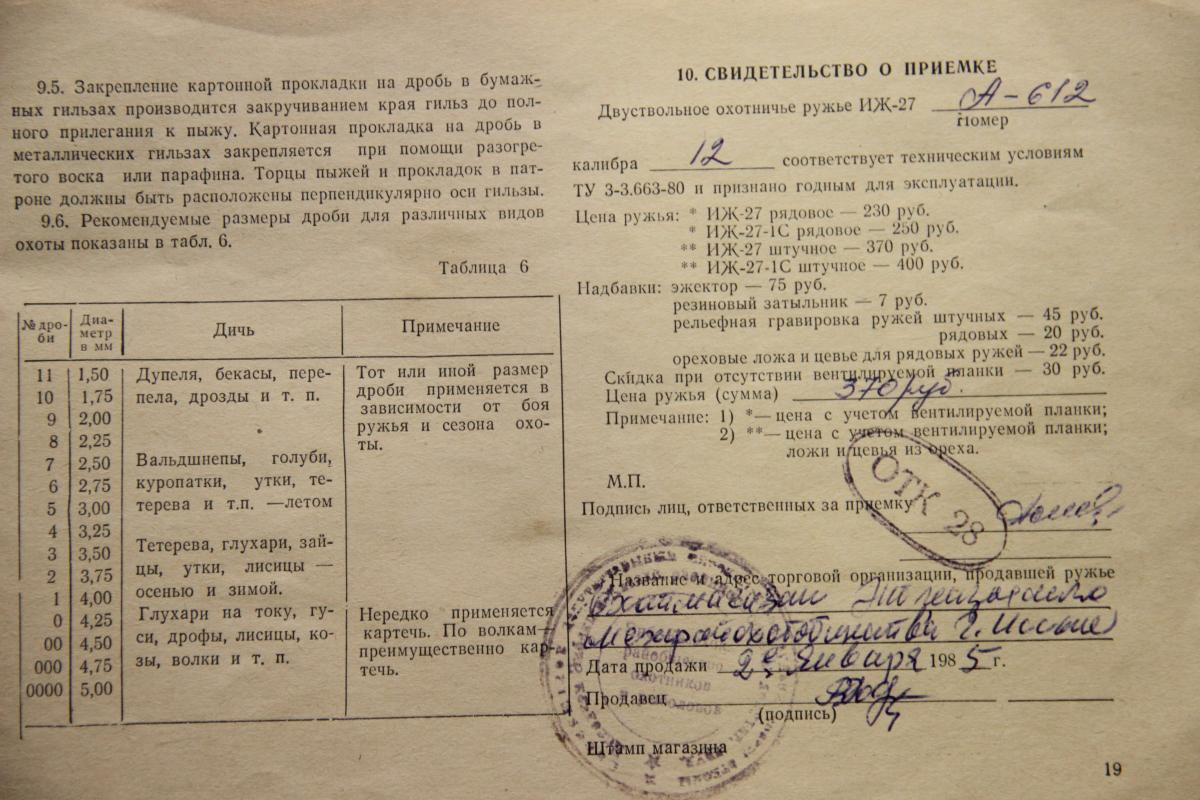 9.5. Закрепление картонной прокладки на дробь в бумаж-
ных гильзах производится закручиванием края гильз до пол-
ного прилегания к пыжу. Картонная прокладка на дробь в
металлических гильзах закрепляется при помощи разогре-
того воска или парафина. Торцы пыжей и прокладок в пат-
роне должны быть расположены перпендикулярно оси гильзы.
9.6. Рекомендуемые размеры дроби для различных видов
охоты показаны в табл. 6.
Таблица 6
№ дро-
би
Диа-
метр
в мм
Дичь
Примечание
11 1,50 Дупеля, бекасы, пере- Тот или иной размер
10 1,75 пела, дрозды и т. п. дроби применяется в
9 2,00 зависимости от боя
8 2,25 ружья и сезона охо-
ты.
7 2,50 Вальдшнепы, голуби,
6 2,75 куропатки, утки, те-
5 3,00 терева и т.п. —летом
4 3,25
3 3,50 Тетерева, глухари, зай-
2 3,75 цы, утки, лисицы —
1 4,00 осенью и зимой.
0 4,25 Глухари на току, гу- Нередко применяется
00 4,50 си, дрофы, лисицы, ко- картечь. По волкам—
000 4,75 зы, волки и т. п. преимущественно кар-
0000 5,00 течь.
10. СВИДЕТЕЛЬСТВО О ПРИЕМКЕ
Двуствольное охотничье ружье ИЖ-27 А-612
Номер
калибра 12 соответствует техническим условиям
ТУ 3-3.663-80 и признано годным для эксплуатации.
Цена ружья: * ИЖ-27 рядовое — 230 руб.
* ИЖ-27-1С рядовое — 250 руб.
** ИЖ-27 штучное — 370 руб.
** ИЖ-27-1С штучное — 400 руб.
Надбавки: эжектор — 75 руб.
резиновый затыльник — 7 руб.
рельефная гравировка ружей штучных — 45 руб.
рядовых — 20 руб.
ореховые ложа и цевье для рядовых ружей — 22 руб.
Скидка при отсутствии вентилируемой планки — 30 руб.
Цена ружья (сумма) 370 руб.
Примечание: 1) *— цена с учетом вентилируемой планки;
2) **— цена с учетом вентилируемой планки;
ложи и цевья из ореха.
М.П.
Подпись лиц, ответственных за приемку
ОТК 28
Название и адрес торговой организации, продавшей ружье
г.
Дата продажи 2 января 1985 г.
охотников
Продавец
(подпись)
Штамп магазина
19